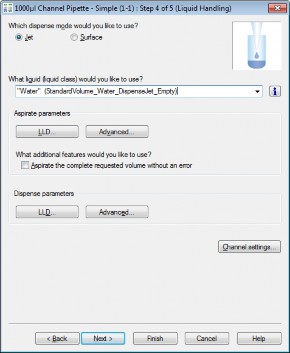 1000µl Channel Pipette - Simple (1-1) : Step 4 of 5 (Liquid Handling)
Which dispense mode would you like to use?
Jet Surface
What liquid (liquid class) would you like to use?
"Water" (StandardVolume_Water_DispenseJet_Empty)
Aspirate parameters
LLD... Advanced...
What additional features would you like to use?
Aspirate the complete requested volume without an error
Dispense parameters
LLD... Advanced...
Channel settings...
< Back Next > Finish Cancel Help